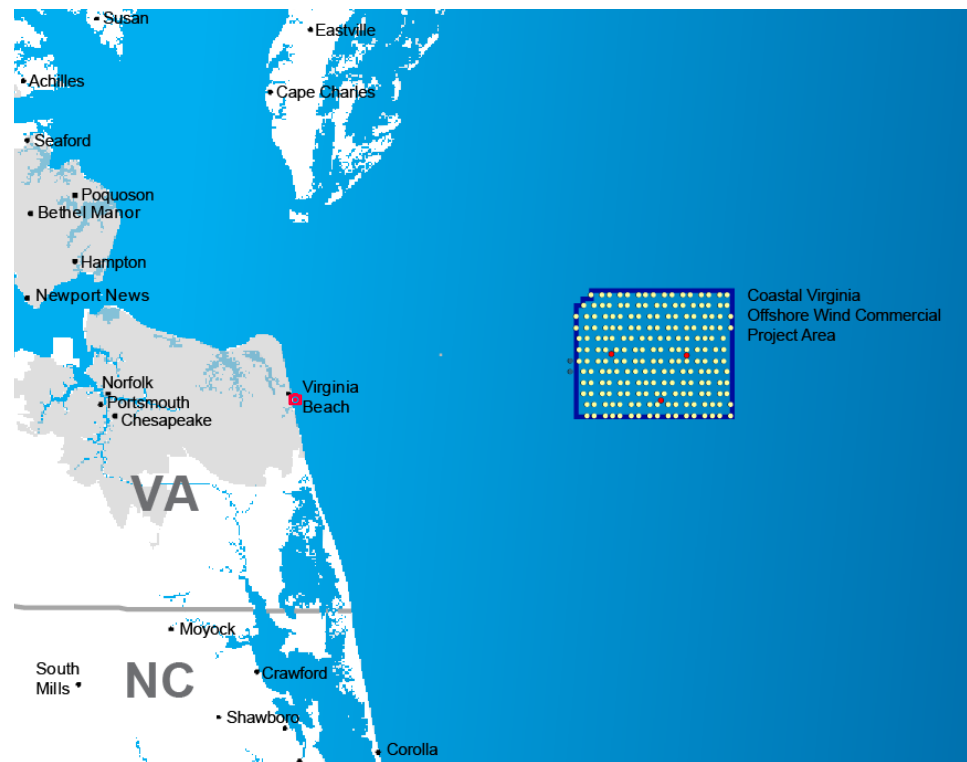 Susan
Eastville
Achilles
Cape Charles
Seaford
Poquoson
Bethel Manor
Hampton
Newport News
Coastal Virginia
Offshore Wind Commercial
Project Area
Norfolk
Virginia
Beach
Portsmouth
Chesapeake
VA
Moyock
South
Mills
NC
Crawford
Shawboro
Corolla